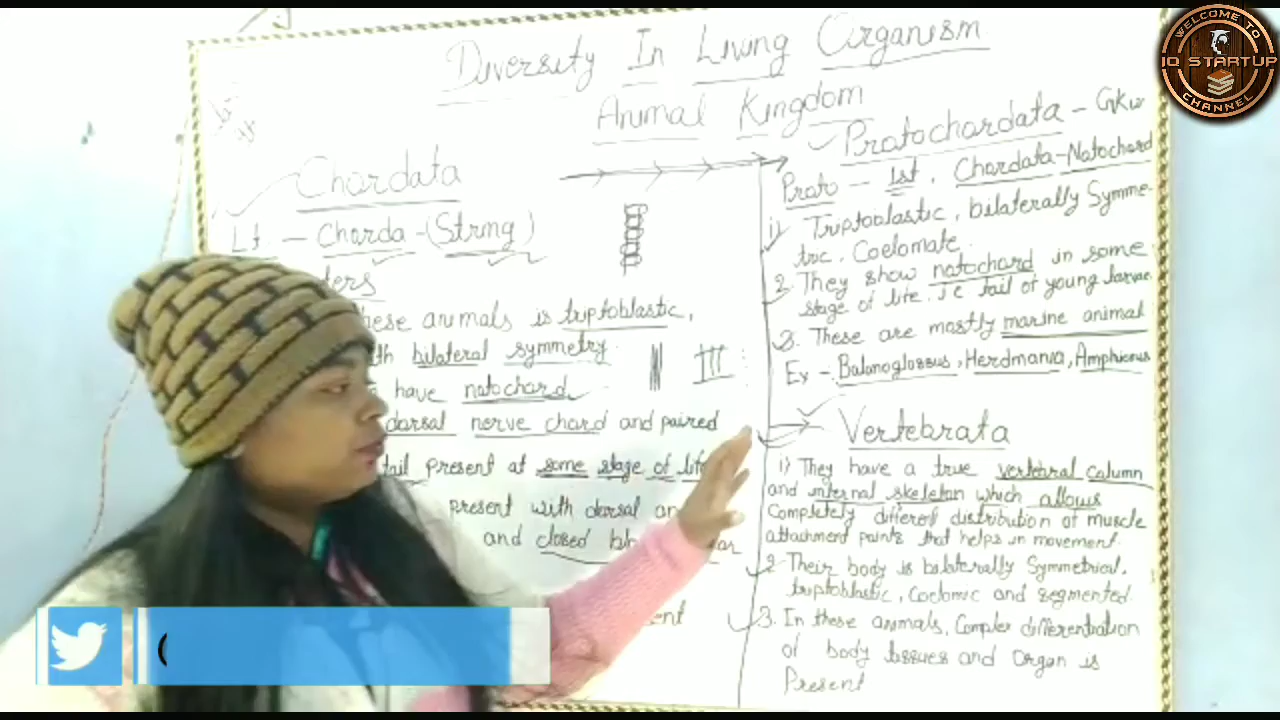 Diversity In Living Organism
Animal Kingdom
Chordata
Lt. - Chorda - (String)
ters
these animals is triptoblastic,
th bilateral symmetry
have notochord
dorsal nerve chord and paired
tail present at some stage of
present with dorsal
and closed
ent
Protochordata -
Proto - 1st, Chordata - Notochord
1) Triptoblastic, bilaterally Symme-
tric, Coelomate.
2. They show notochord in some
stage of life. i.e tail of young larvae
3. These are mostly marine animal
Ex - Balanoglossus, Herdmania, Amphioxus
Vertebrata
1) They have a true vertebral column
and internal skeleton which allows
Completely different distribution of muscle
attachment points that helps in movement.
2. Their body is bilaterally Symmetrical,
triptoblastic, Coelomic and segmented.
3. In these animals, Complex differentiation
of body tissues and Organ is
Present
WELCOME TO
IQ STARTUP
CHANNEL